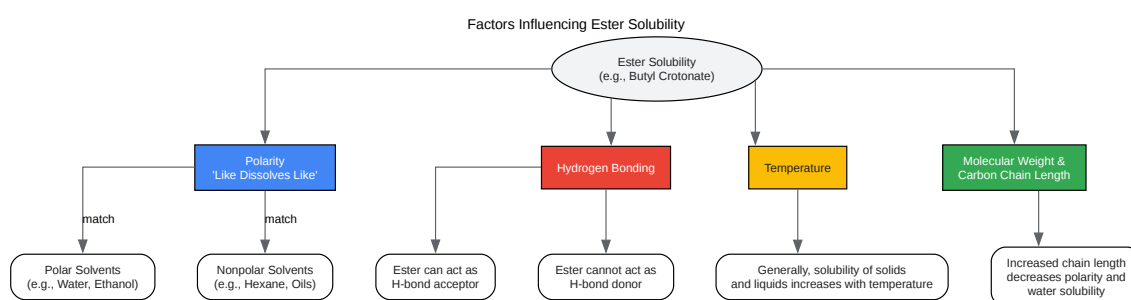 Factors Influencing Ester Solubility
Ester Solubility
(e.g., Butyl Crotonate)
Polarity
'Like Dissolves Like'
Hydrogen Bonding
Temperature
Molecular Weight &
Carbon Chain Length
match
match
Polar Solvents
(e.g., Water, Ethanol)
Nonpolar Solvents
(e.g., Hexane, Oils)
Ester can act as
H-bond acceptor
Ester cannot act as
H-bond donor
Generally, solubility of solids
and liquids increases with temperature
Increased chain length
decreases polarity and
water solubility